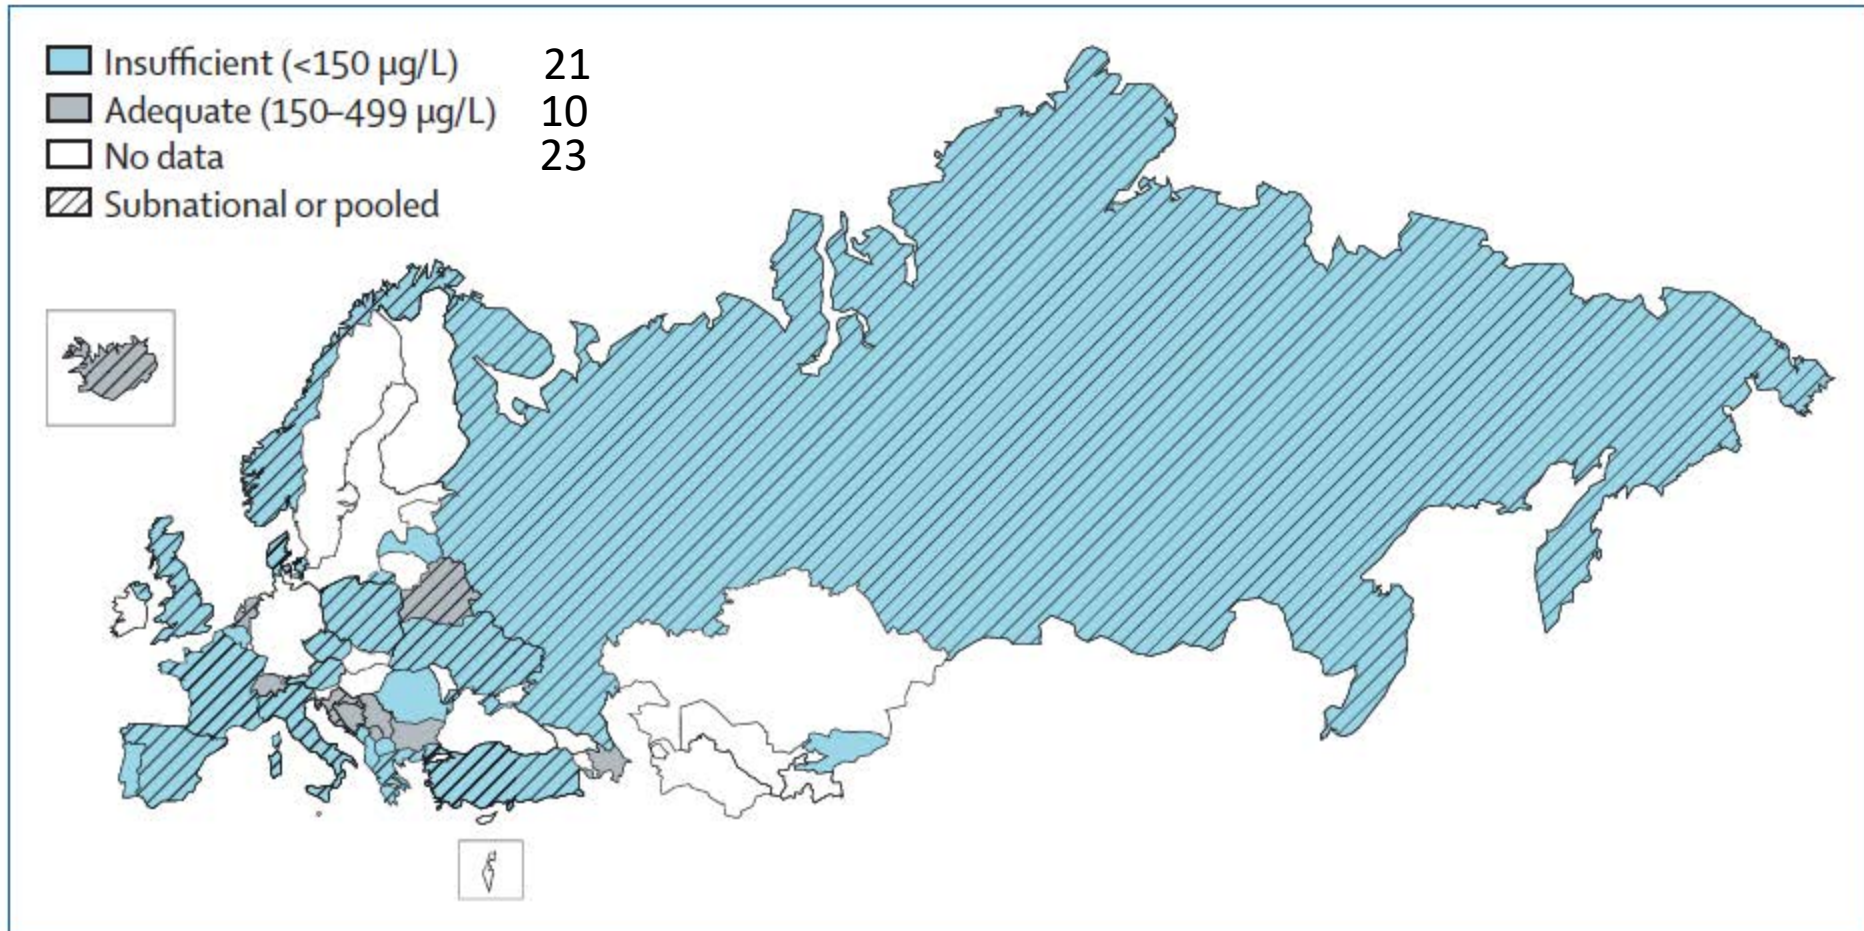 Insufficient (<150 µg/L) 21
Adequate (150–499 µg/L) 10
No data 23
Subnational or pooled